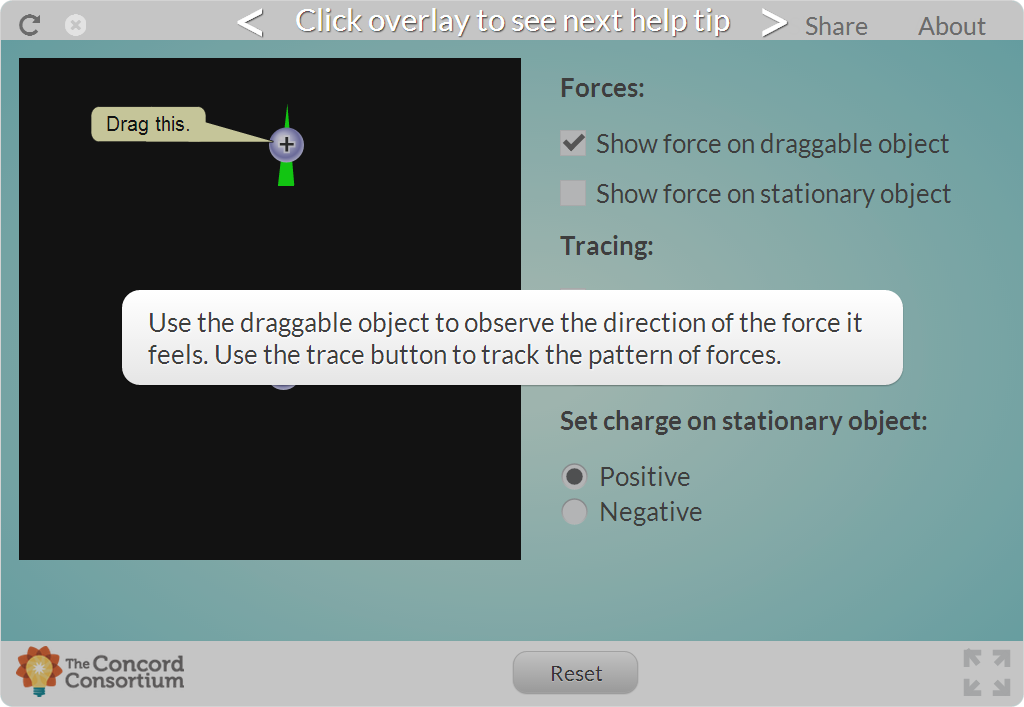 < Click overlay to see next help tip >
Share
About
Drag this.
+
Forces:
Show force on draggable object
Show force on stationary object
Tracing:
Use the draggable object to observe the direction of the force it
feels. Use the trace button to track the pattern of forces.
Set charge on stationary object:
Positive
Negative
The Concord
Consortium
Reset